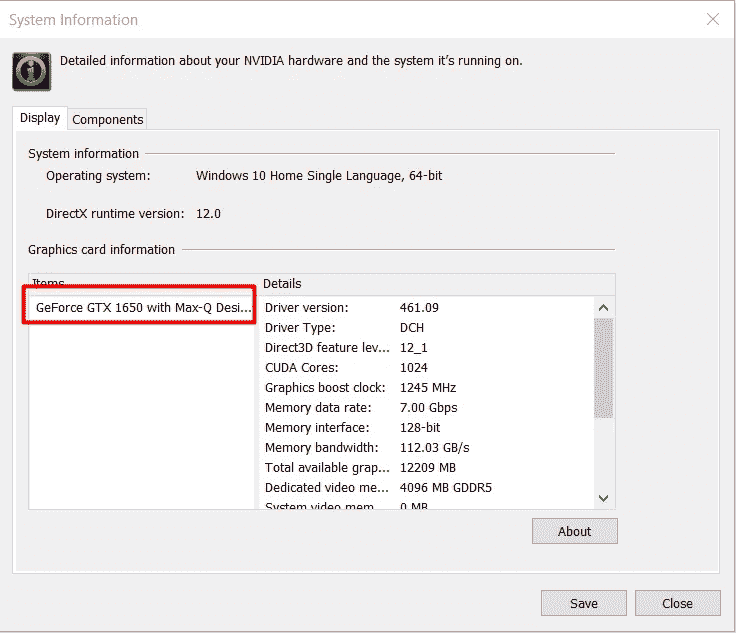 System Information
Detailed information about your NVIDIA hardware and the system it's running on.
Display Components
System information
Operating system: Windows 10 Home Single Language, 64-bit
DirectX runtime version: 12.0
Graphics card information
Items Details
GeForce GTX 1650 with Max-Q Desi... Driver version: 461.09
Driver Type: DCH
Direct3D feature lev... 12_1
CUDA Cores: 1024
Graphics boost clock: 1245 MHz
Memory data rate: 7.00 Gbps
Memory interface: 128-bit
Memory bandwidth: 112.03 GB/s
Total available grap... 12209 MB
Dedicated video me... 4096 MB GDDR5
System video mem... 0 MB
About
Save Close